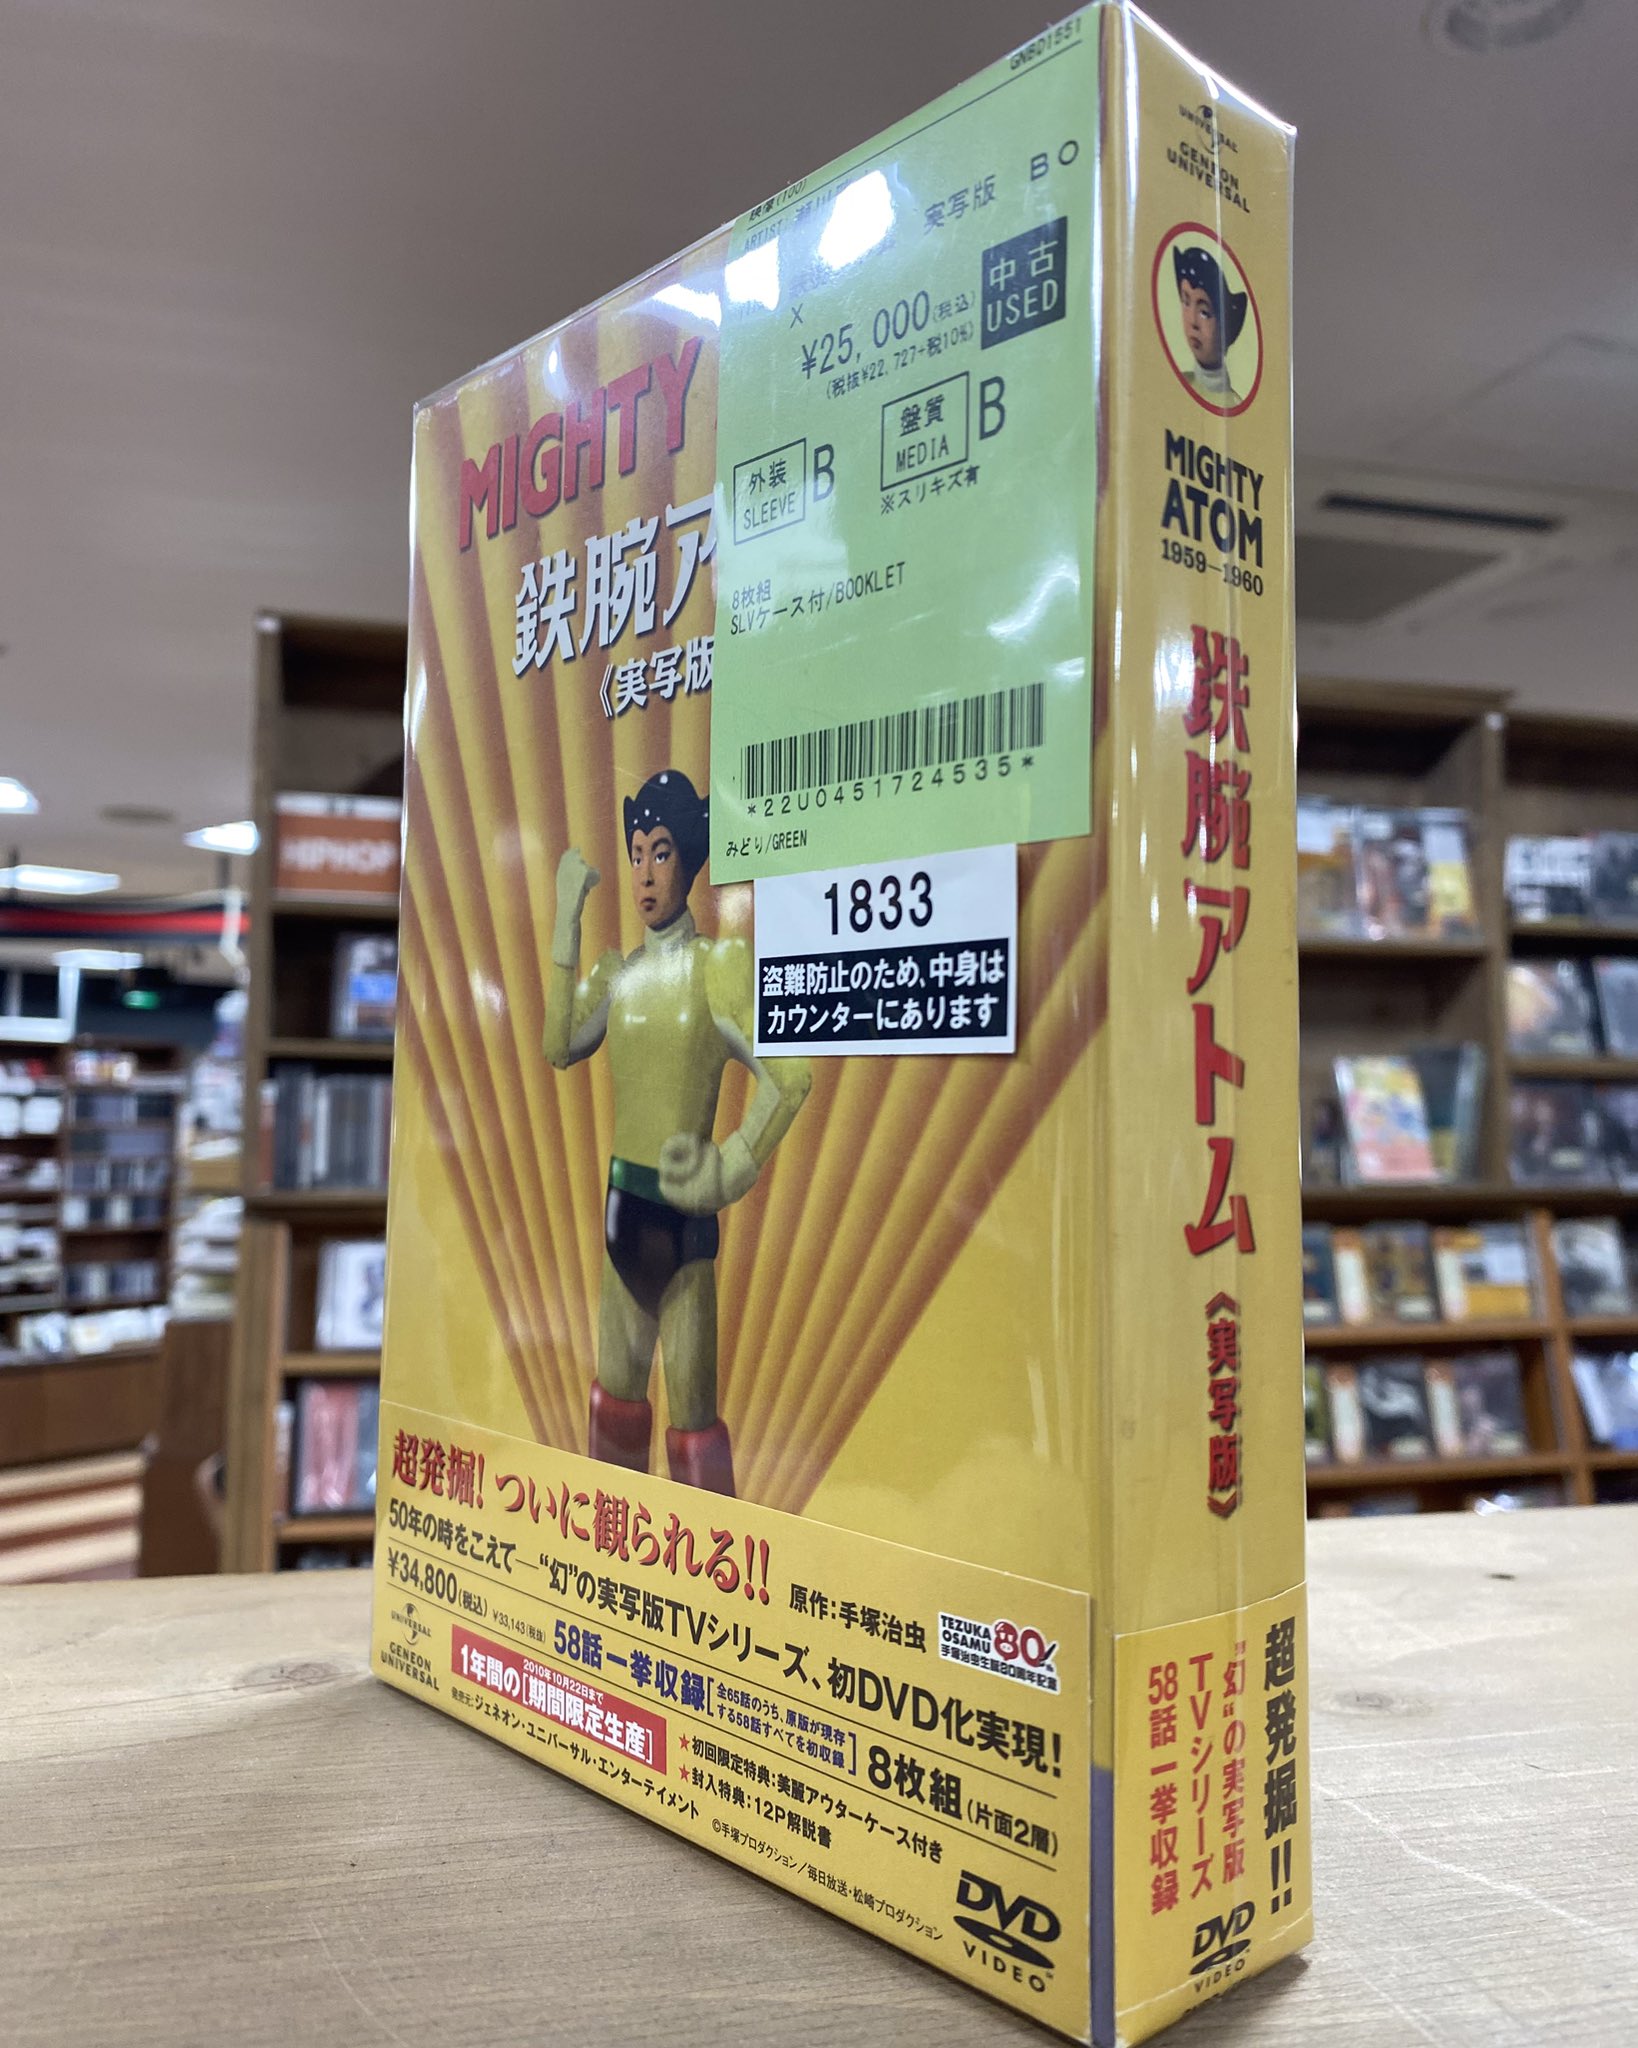 GNBD1551
映像(100)
ARTIST/
実写版 BO
×
¥25,000(税込)
(税抜¥22,727+税10%)
中古
USED
外装
SLEEVE
B
盤質
MEDIA
B
※スリキズ有
8枚組
SLVケース付/BOOKLET
*22U0451724535*
みどり/GREEN
1833
盗難防止のため、中身は
カウンターにあります
MIGHTY
鉄腕ア
《実写版
超発掘!ついに観られる!!
原作:手塚治虫
TEZUKA
OSAMU
80th
手塚治虫生誕80周年記念
50年の時をこえて―“幻”の実写版TVシリーズ、初DVD化実現!
¥34,800(税込) ¥33,143(税抜)
58話一挙収録
[全65話のうち、原版が現存
する58話すべてを初収録]
8枚組(片面2層)
UNIVERSAL
GENEON
UNIVERSAL
2010年10月22日まで
1年間の[期間限定生産]
★初回限定特典:美麗アウターケース付き
★封入特典:12P解説書
発売元:ジェネオン・ユニバーサル・エンターテイメント
©手塚プロダクション/毎日放送・松崎プロダクション
DVD
VIDEO
UNIVERSAL
GENEON
UNIVERSAL
MIGHTY
ATOM
1959–1960
鉄腕アトム
《実写版》
超発掘!!
“幻”の実写版
TVシリーズ
58話一挙収録
DVD
VIDEO
HIPHOP